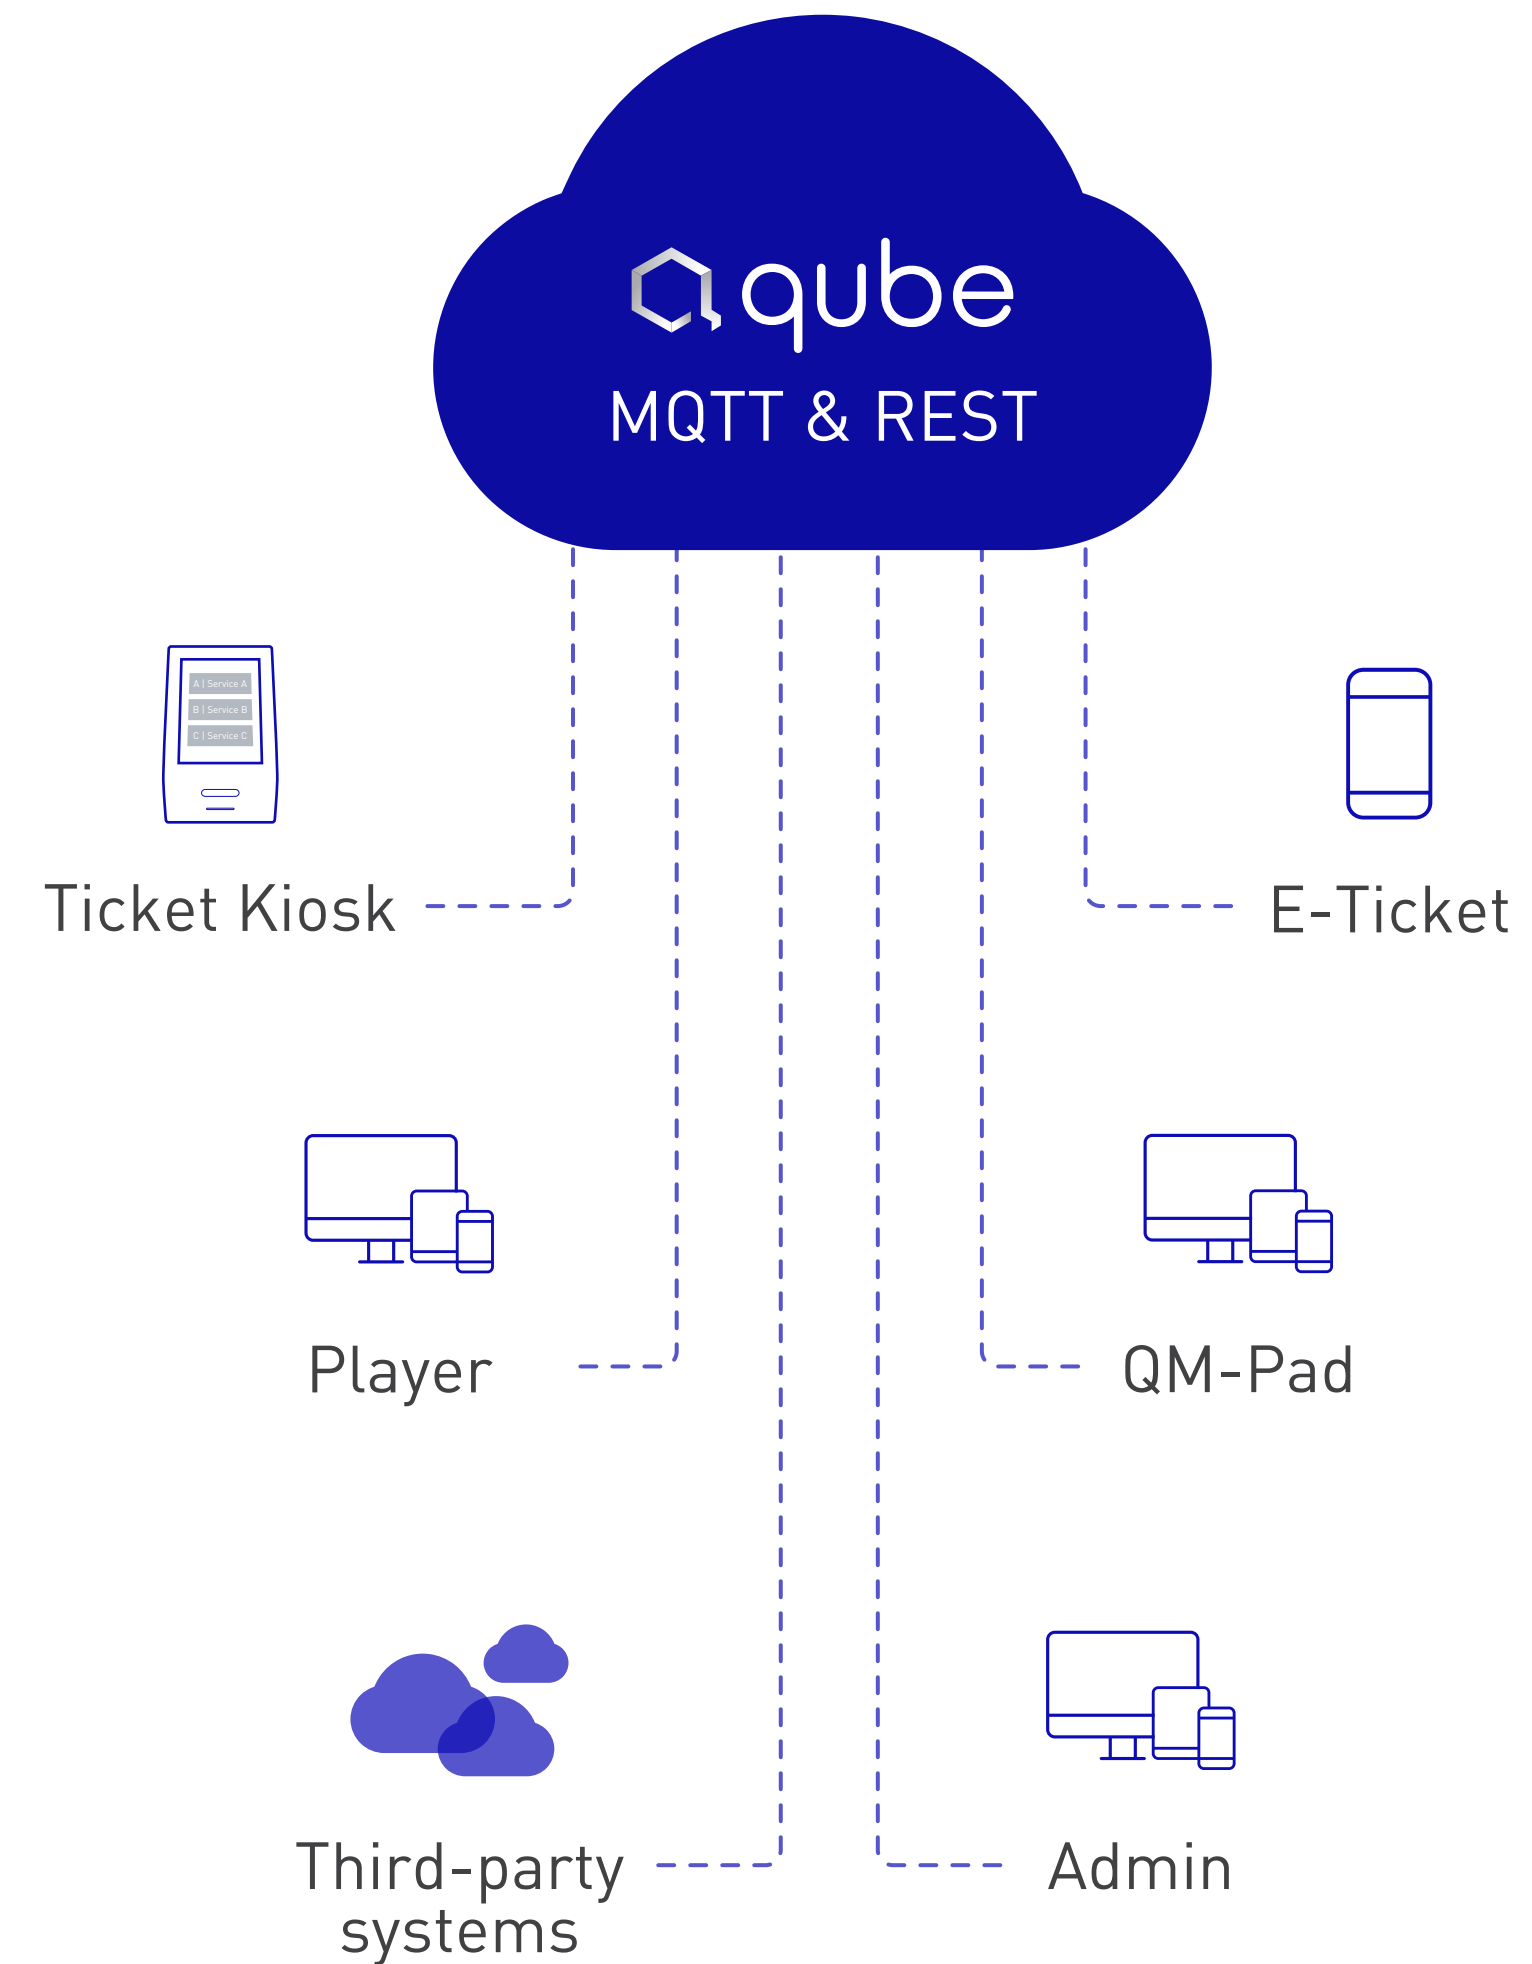 qube
MQTT & REST
A | Service A
B | Service B
C | Service C
Ticket Kiosk
E-Ticket
Player
QM-Pad
Third-party
systems
Admin